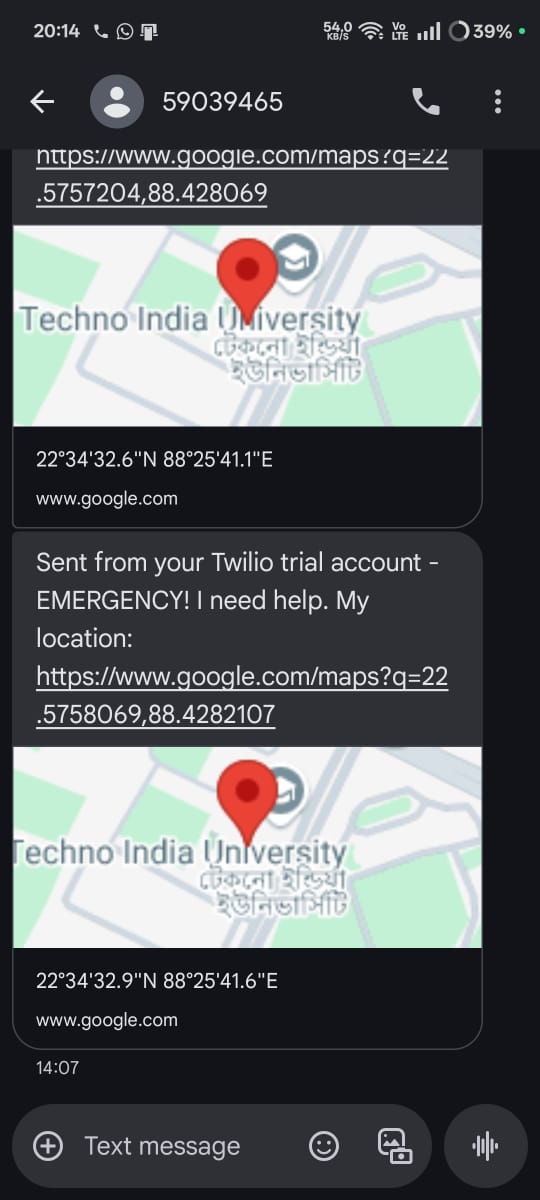 20:14
54.0
KB/S
Vo
LTE
39%
59039465
https://www.google.com/maps?q=22
.5757204,88.428069
Techno India University
টেকনো ইন্ডিয়া
ইউনিভার্সিটি
22°34'32.6"N 88°25'41.1"E
www.google.com
Sent from your Twilio trial account -
EMERGENCY! I need help. My
location:
https://www.google.com/maps?q=22
.5758069,88.4282107
Techno India University
টেকনো ইন্ডিয়া
ইউনিভার্সিটি
22°34'32.9"N 88°25'41.6"E
www.google.com
14:07
Text message